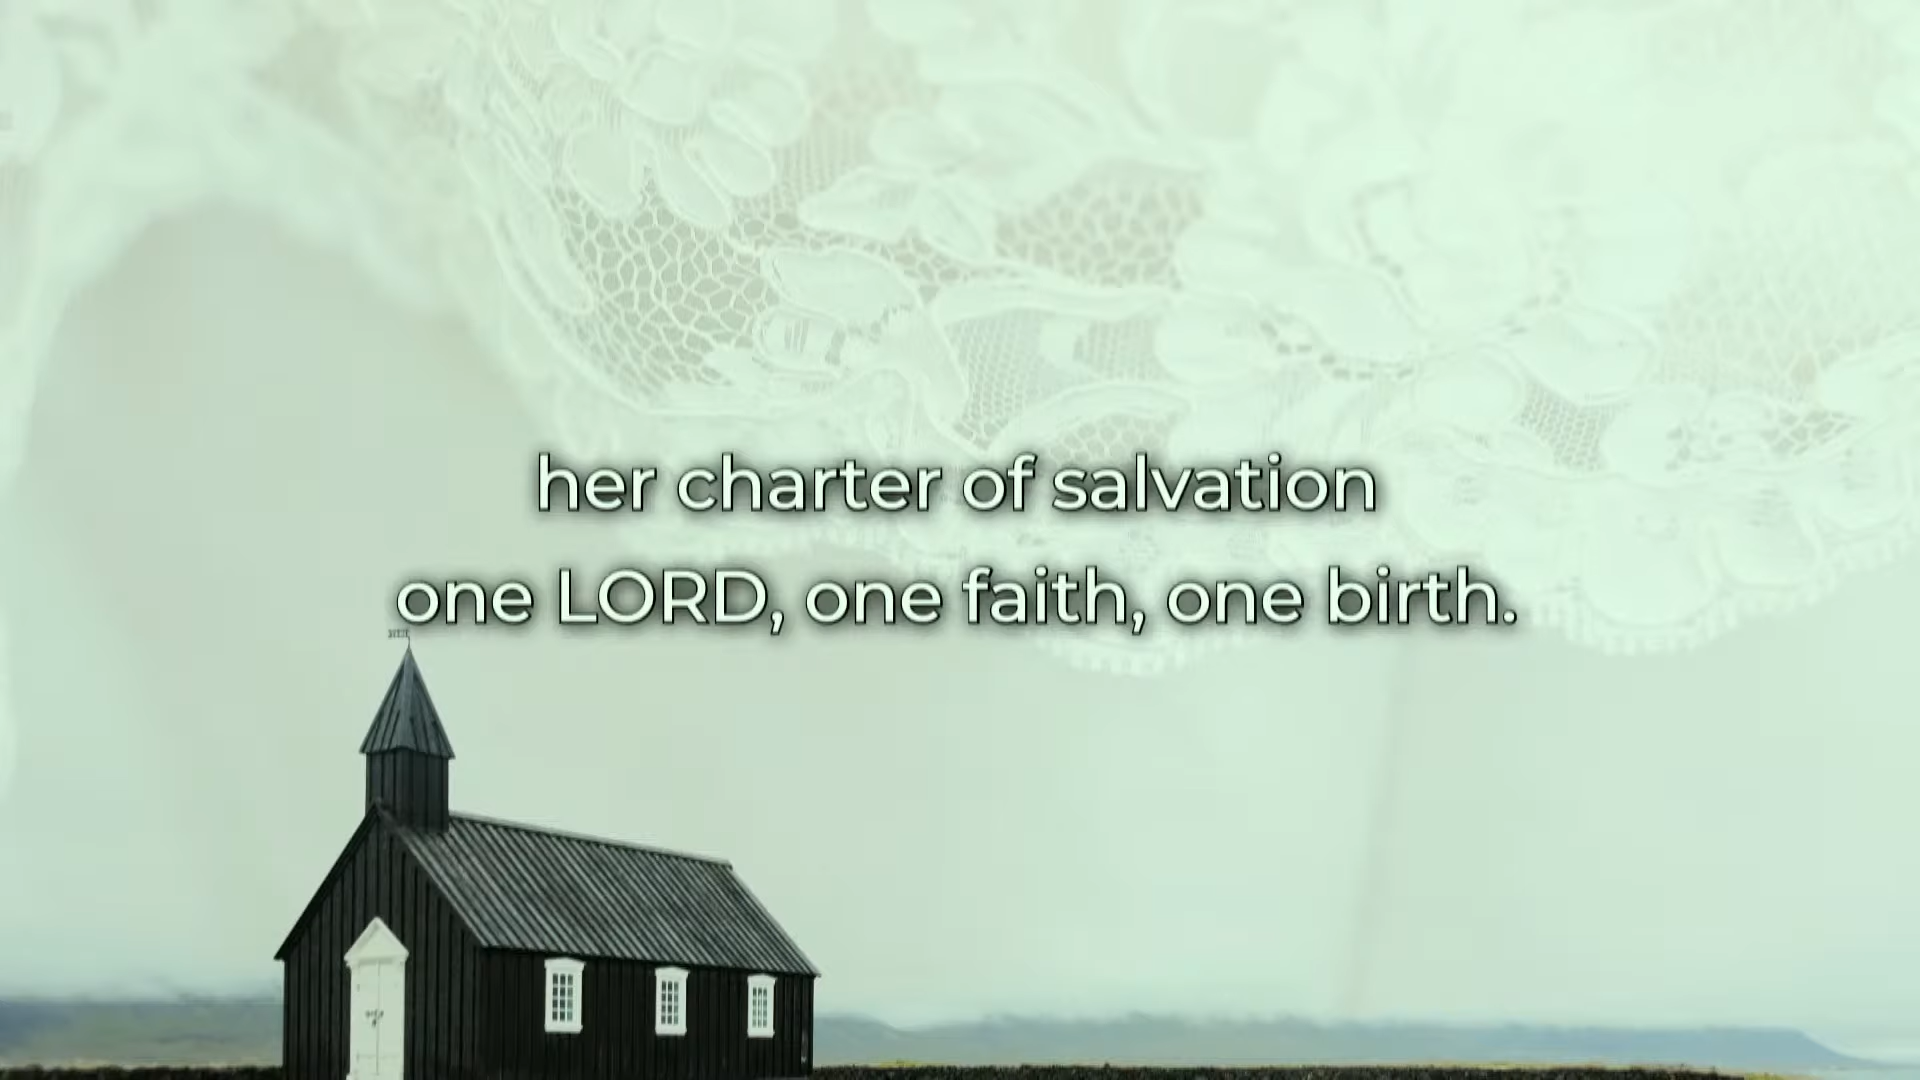 her charter of salvation
one LORD, one faith, one birth.